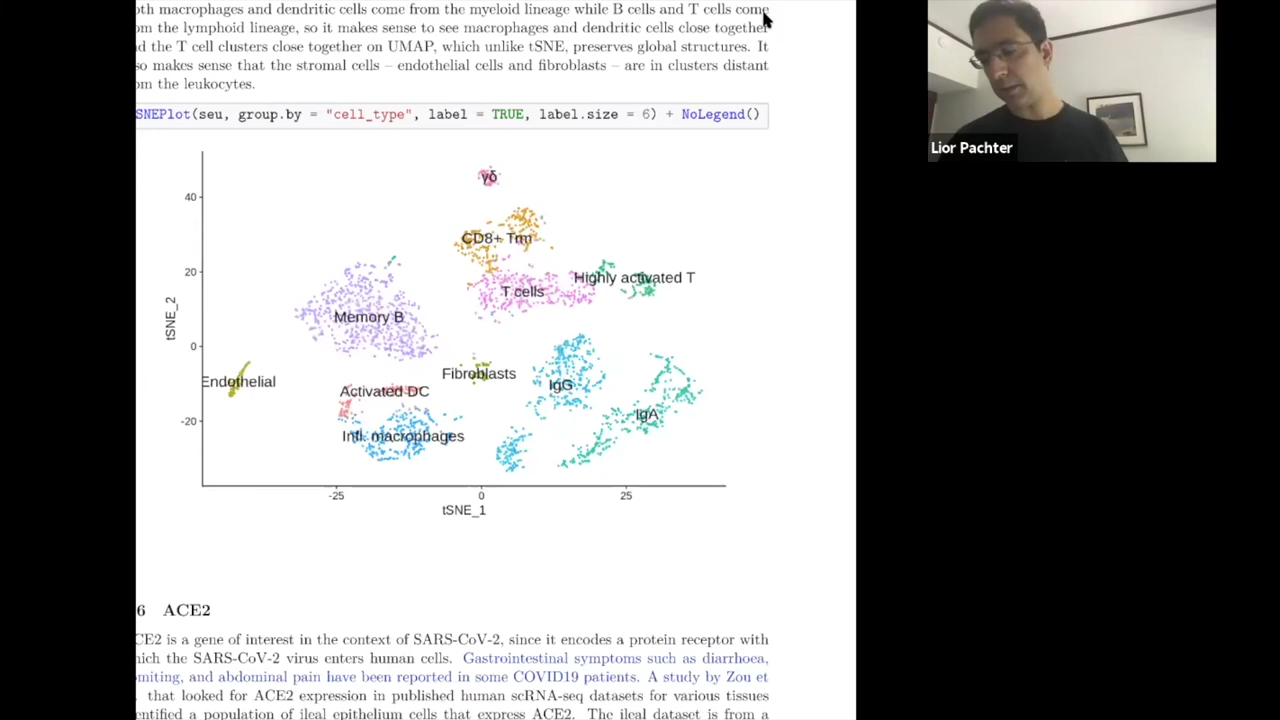 oth macrophages and dendritic cells come from the myeloid lineage while B cells and T cells come
om the lymphoid lineage, so it makes sense to see macrophages and dendritic cells close together
nd the T cell clusters close together on UMAP, which unlike tSNE, preserves global structures. It
so makes sense that the stromal cells – endothelial cells and fibroblasts – are in clusters distant
om the leukocytes.
SNEPlot(seu, group.by = "cell_type", label = TRUE, label.size = 6) + NoLegend()
Lior Pachter
γδ
40
CD8+ Trm
20
Highly activated T
T cells
tSNE_2
Memory B
0
Fibroblasts
Endothelial
Activated DC
IgG
IgA
-20
Infl. macrophages
-25
0
25
tSNE_1
6 ACE2
CE2 is a gene of interest in the context of SARS-CoV-2, since it encodes a protein receptor with
hich the SARS-CoV-2 virus enters human cells. Gastrointestinal symptoms such as diarrhoea,
omiting, and abdominal pain have been reported in some COVID19 patients. A study by Zou et
. that looked for ACE2 expression in published human scRNA-seq datasets for various tissues
entified a population of ileal epithelium cells that express ACE2. The ileal dataset is from a